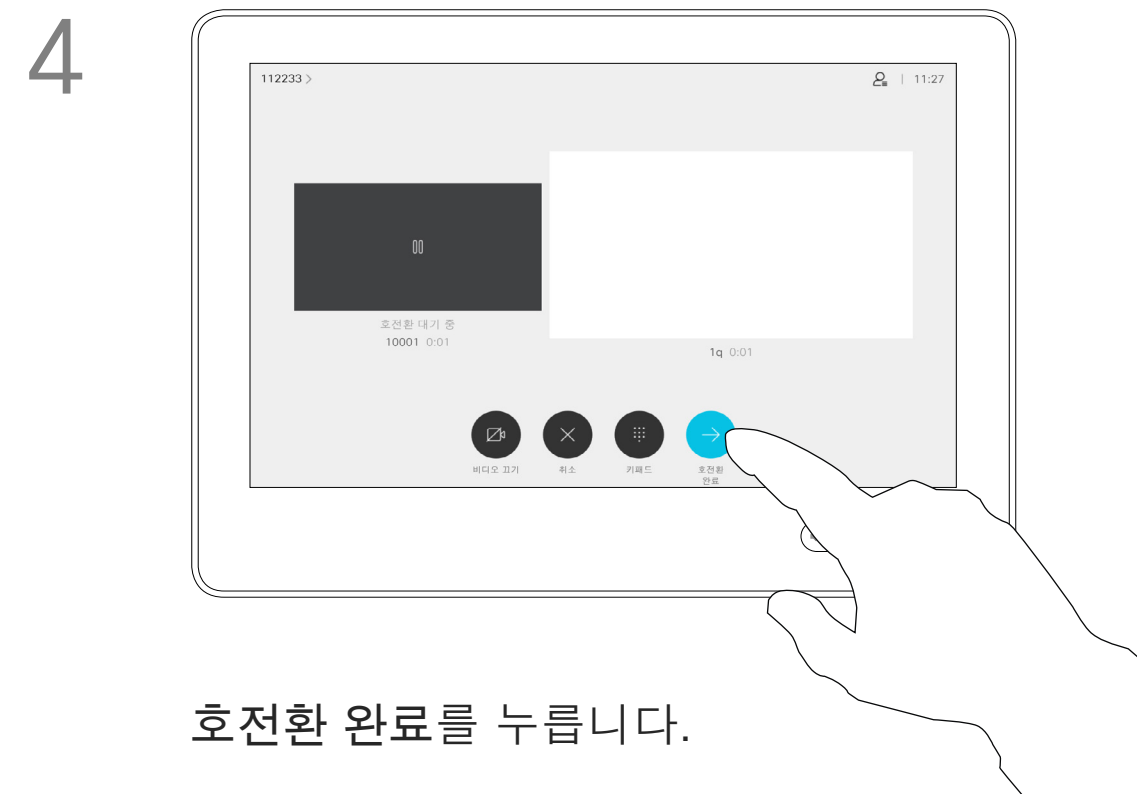 4
112233 >
11:27
호전환 대기 중
10001 0:01
1q 0:01
비디오 끄기
취소
키패드
호전환
완료
호전환 완료를 누릅니다.